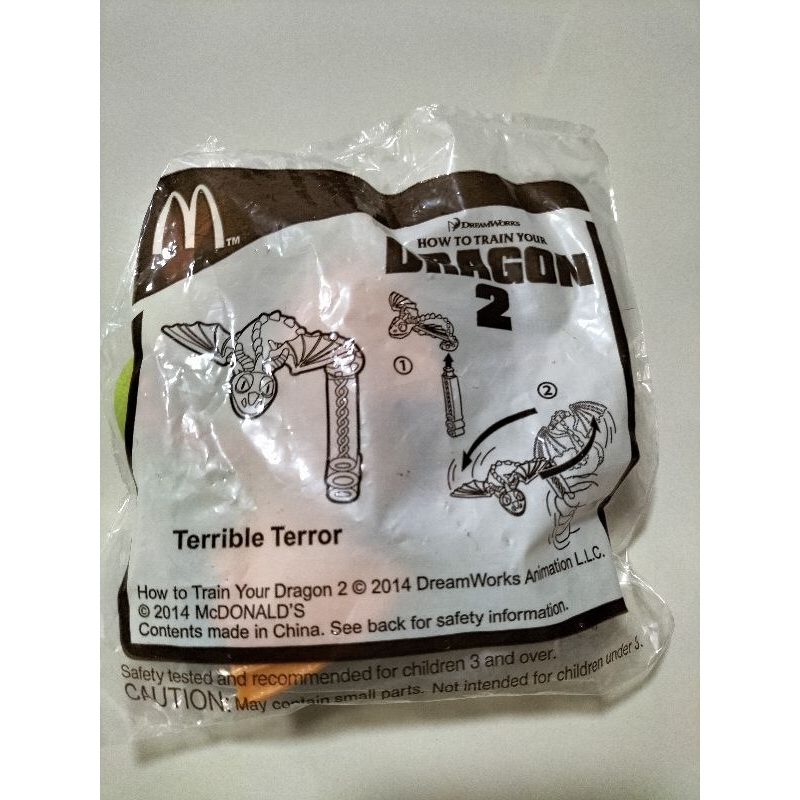 M™
DREAMWORKS
HOW TO TRAIN YOUR
DRAGON
2
①
②
Terrible Terror
How to Train Your Dragon 2 © 2014 DreamWorks Animation L.L.C.
© 2014 McDONALD'S
Contents made in China. See back for safety information.
Safety tested and recommended for children 3 and over.
CAUTION: May contain small parts. Not intended for children under 3.